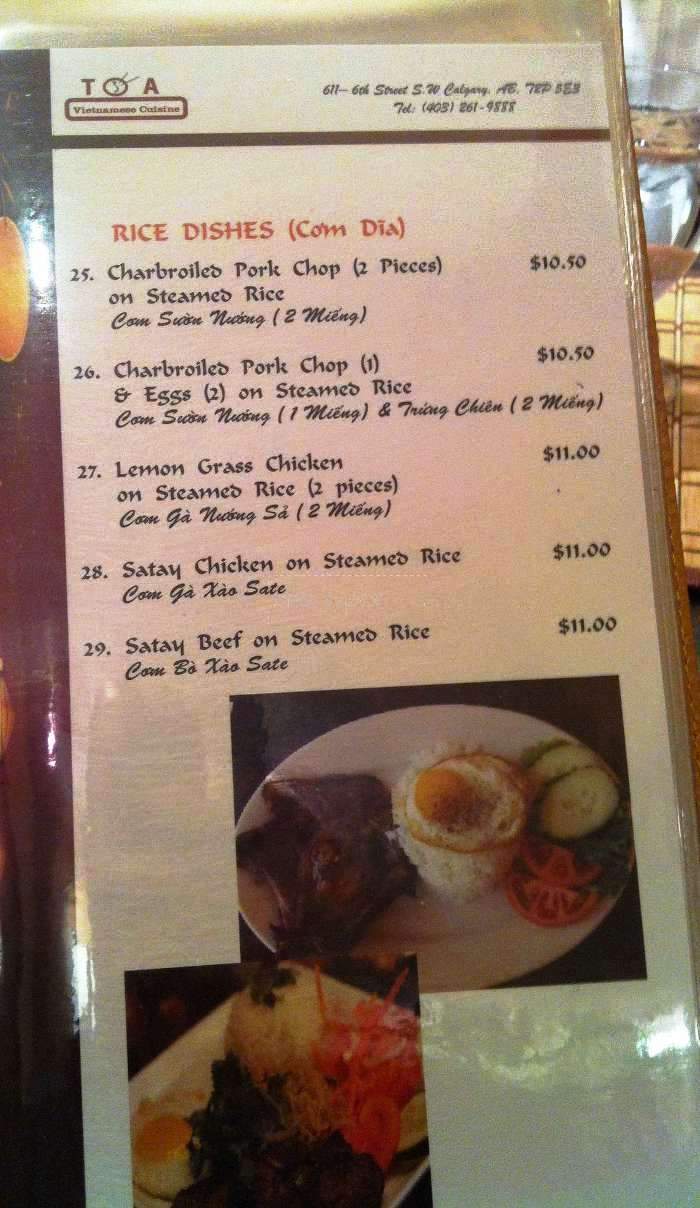 T O A
Vietnamese Cuisine
611- 6th Street S.W Calgary, AB, T2P 5E3
Tel: (403) 261-9888
RICE DISHES (Cơm Dĩa)
25. Charbroiled Pork Chop (2 Pieces) $10.50
on Steamed Rice
Cơm Sườn Nướng ( 2 Miếng)
26. Charbroiled Pork Chop (1) $10.50
& Eggs (2) on Steamed Rice
Cơm Sườn Nướng ( 1 Miếng) & Trứng Chiên ( 2 Miếng)
27. Lemon Grass Chicken $11.00
on Steamed Rice (2 pieces)
Cơm Gà Nướng Sả ( 2 Miếng)
28. Satay Chicken on Steamed Rice $11.00
Cơm Gà Xào Sate
29. Satay Beef on Steamed Rice $11.00
Cơm Bò Xào Sate